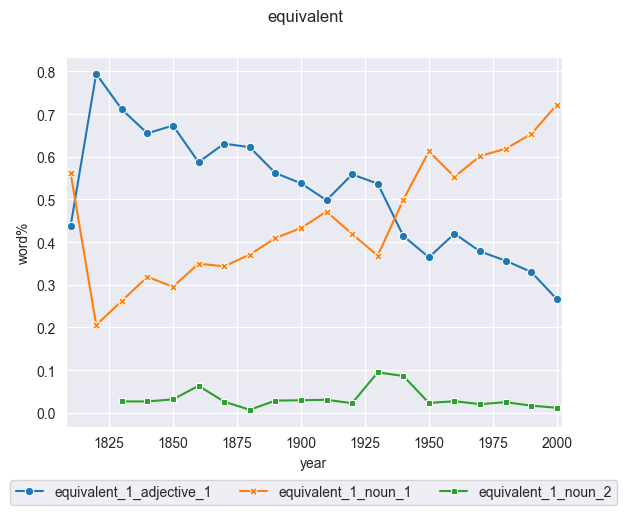 equivalent
0.8
0.7
0.6
0.5
0.4
0.3
0.2
0.1
0.0
word%
1825 1850 1875 1900 1925 1950 1975 2000
year
equivalent_1_adjective_1 equivalent_1_noun_1 equivalent_1_noun_2